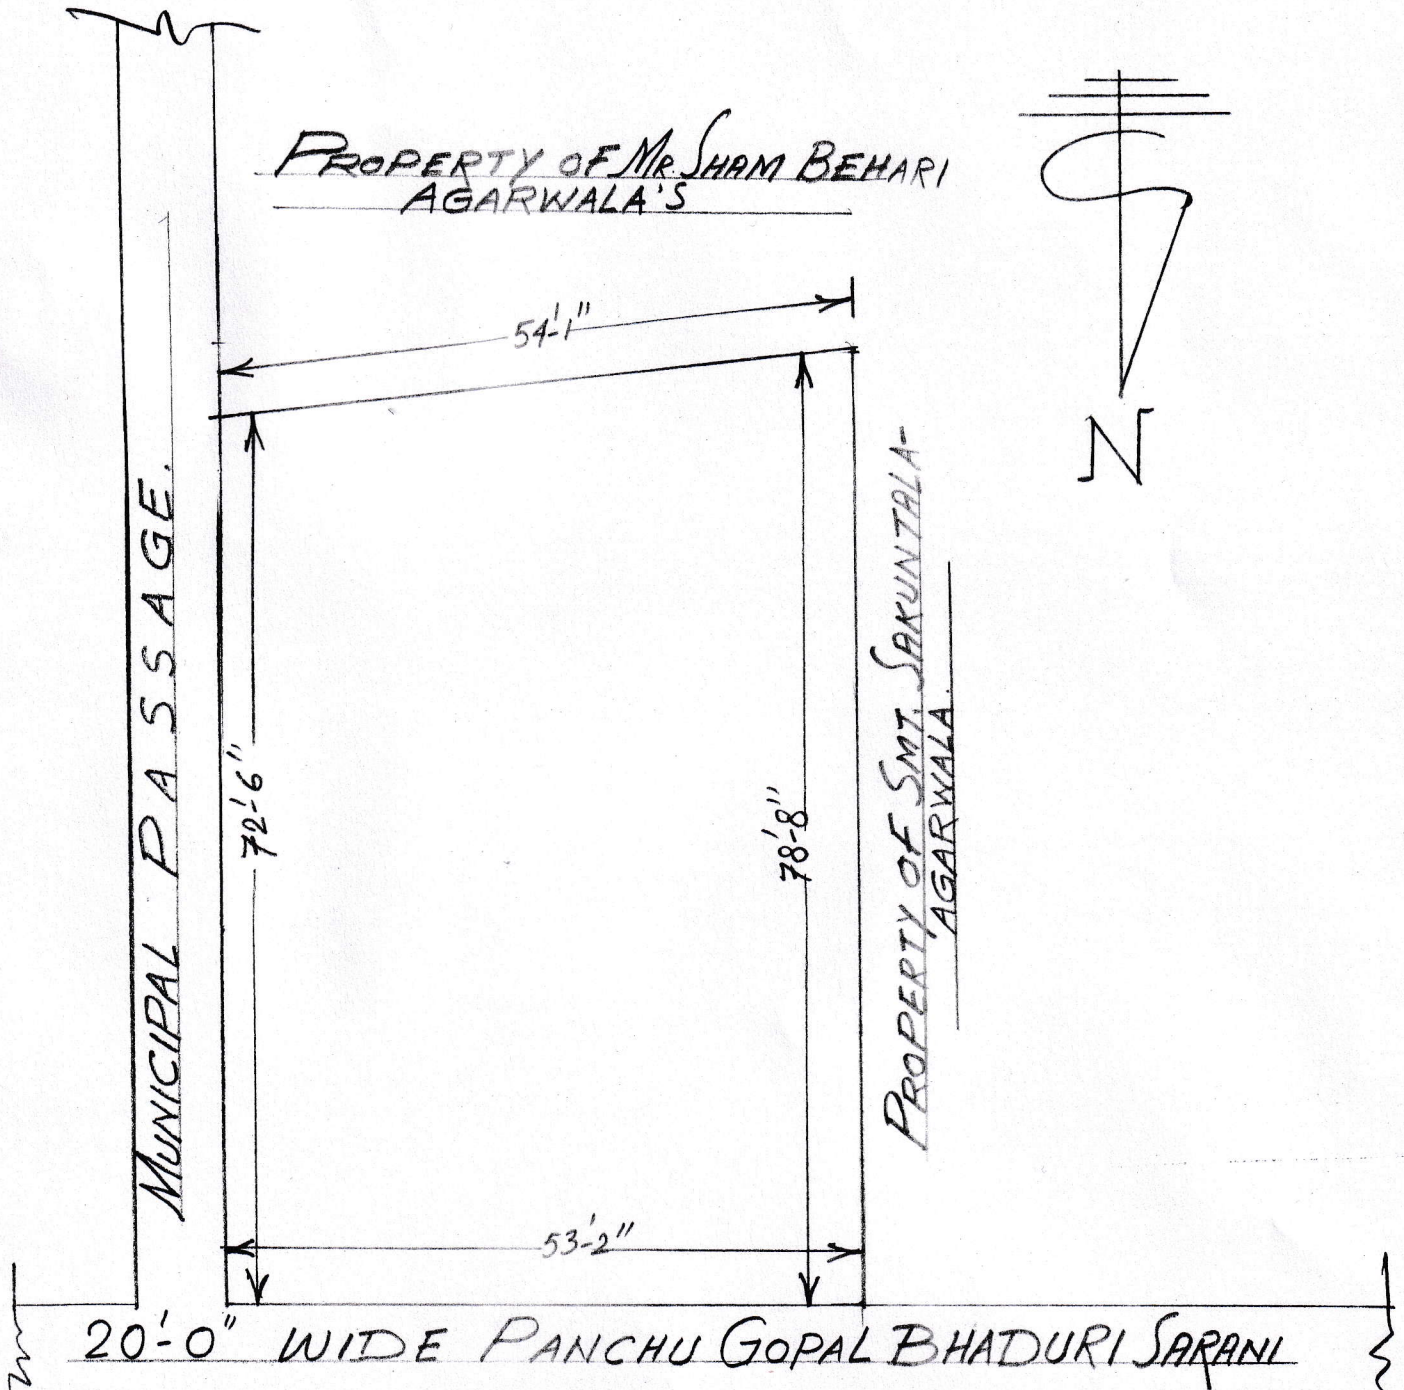 PROPERTY OF MR. SHAM BEHARI
AGARWALA'S
54'-1"
N
MUNICIPAL PASSAGE.
72'-6"
78'-8"
PROPERTY OF SMT. SAKUNTALA-
AGARWALA.
53'-2"
20'-0" WIDE PANCHU GOPAL BHADURI SARANI